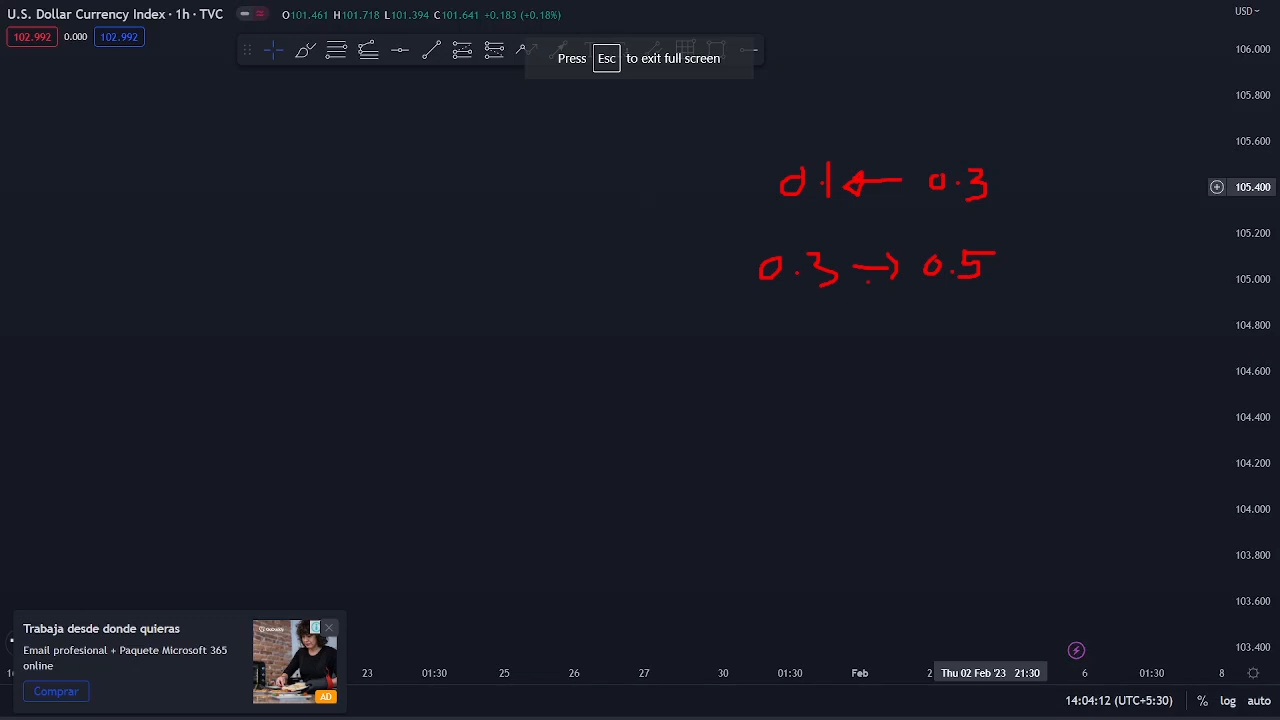 U.S. Dollar Currency Index · 1h · TVC O101.461 H101.718 L101.394 C101.641 +0.183 (+0.18%) USD
102.992 0.000 102.992
Press Esc to exit full screen
106.000
105.800
105.600
0.1 ← 0.3
105.400
105.200
0.3 → 0.5
105.000
104.800
104.600
104.400
104.200
104.000
103.800
103.600
103.400
Trabaja desde donde quieras
Email profesional + Paquete Microsoft 365
online
Comprar
AD
23 01:30 25 26 27 30 01:30 Feb 2 Thu 02 Feb '23 21:30 6 01:30 8
14:04:12 (UTC+5:30) % log auto